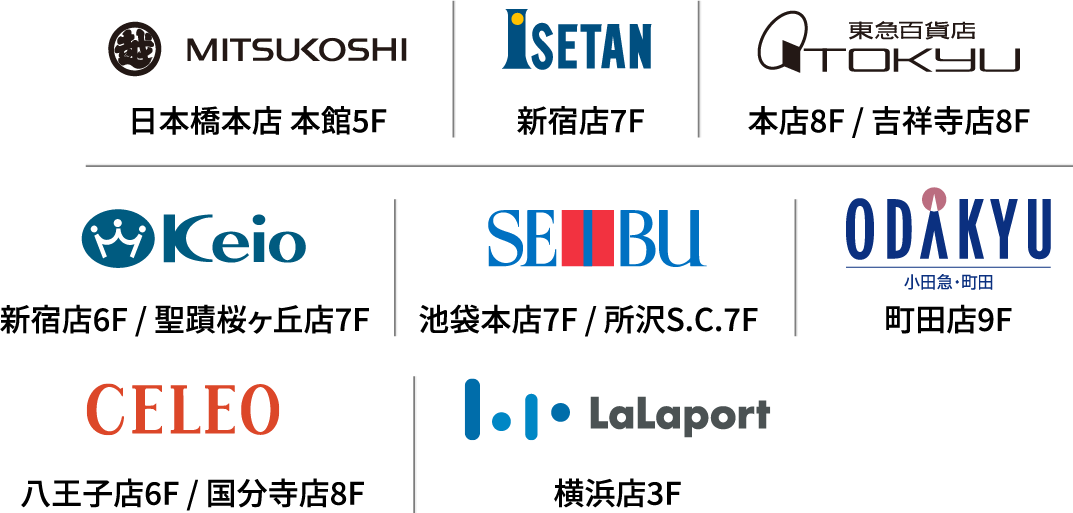 越 MITSUKOSHI
日本橋本店 本館5F
iSETAN
新宿店7F
東急百貨店
TOKYU
本店8F / 吉祥寺店8F
Keio
新宿店6F / 聖蹟桜ヶ丘店7F
SEIBU
池袋本店7F / 所沢S.C.7F
ODAKYU
小田急・町田
町田店9F
CELEO
八王子店6F / 国分寺店8F
LaLaport
横浜店3F